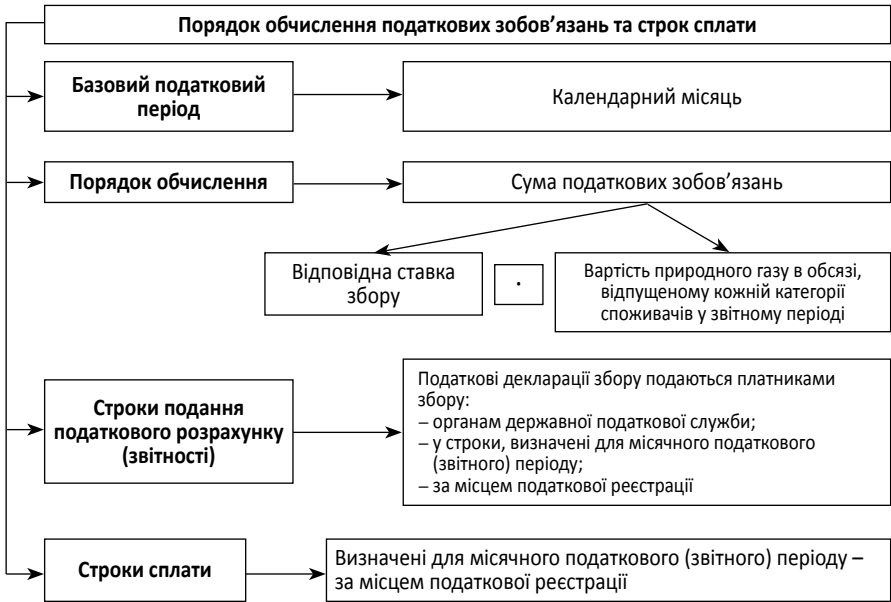 Порядок обчислення податкових зобов’язань та строк сплати
Базовий податковий
період
Календарний місяць
Порядок обчислення
Сума податкових зобов’язань
Відповідна ставка
збору
·
Вартість природного газу в обсязі,
відпущеному кожній категорії
споживачів у звітному періоді
Строки подання
податкового розрахунку
(звітності)
Податкові декларації збору подаються платниками
збору:
– органам державної податкової служби;
– у строки, визначені для місячного податкового
(звітного) періоду;
– за місцем податкової реєстрації
Строки сплати
Визначені для місячного податкового (звітного) періоду –
за місцем податкової реєстрації